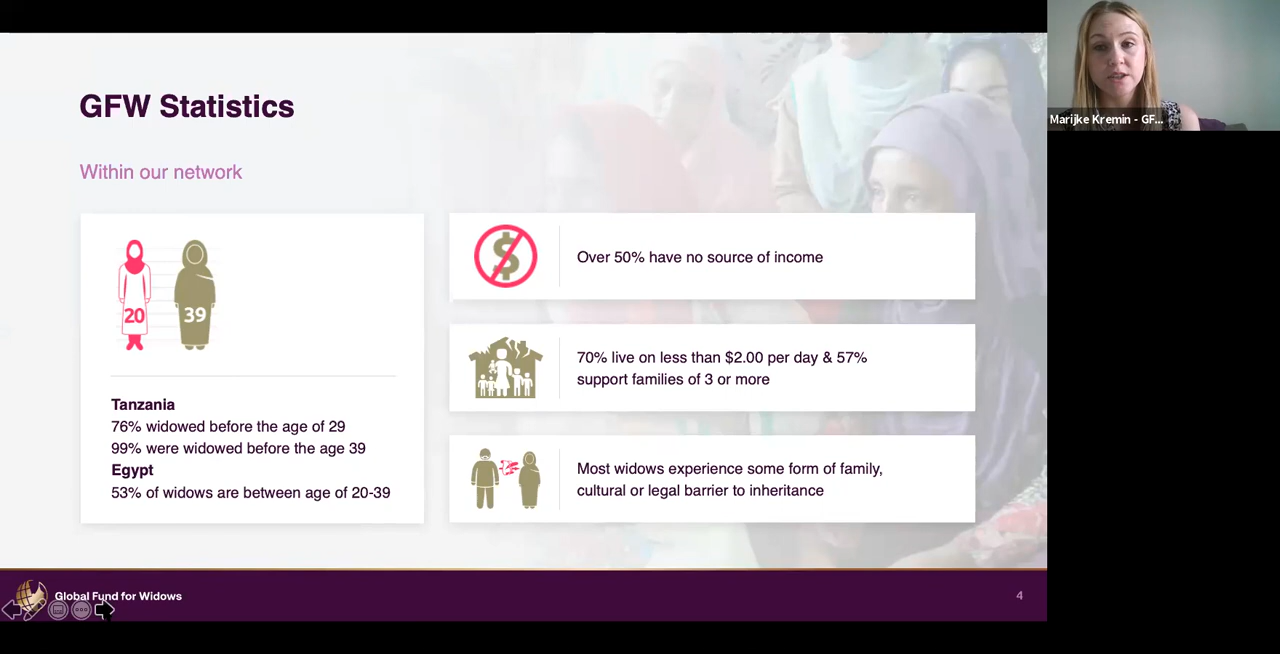 GFW Statistics
Within our network
20 39
Tanzania
76% widowed before the age of 29
99% were widowed before the age 39
Egypt
53% of widows are between age of 20-39
Over 50% have no source of income
70% live on less than $2.00 per day & 57%
support families of 3 or more
Most widows experience some form of family,
cultural or legal barrier to inheritance
Global Fund for Widows
4
Marijke Kremin - GF...